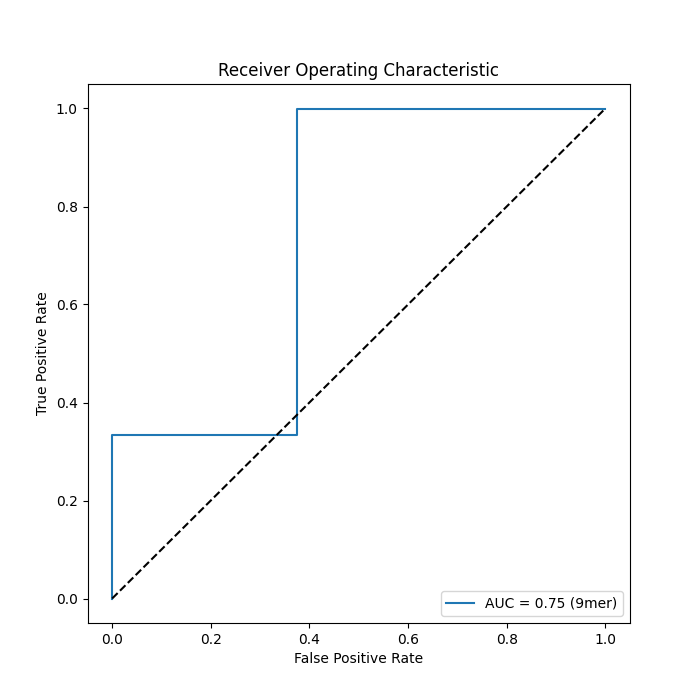 Receiver Operating Characteristic
True Positive Rate
1.0
0.8
0.6
0.4
0.2
0.0
AUC = 0.75 (9mer)
0.0 0.2 0.4 0.6 0.8 1.0
False Positive Rate